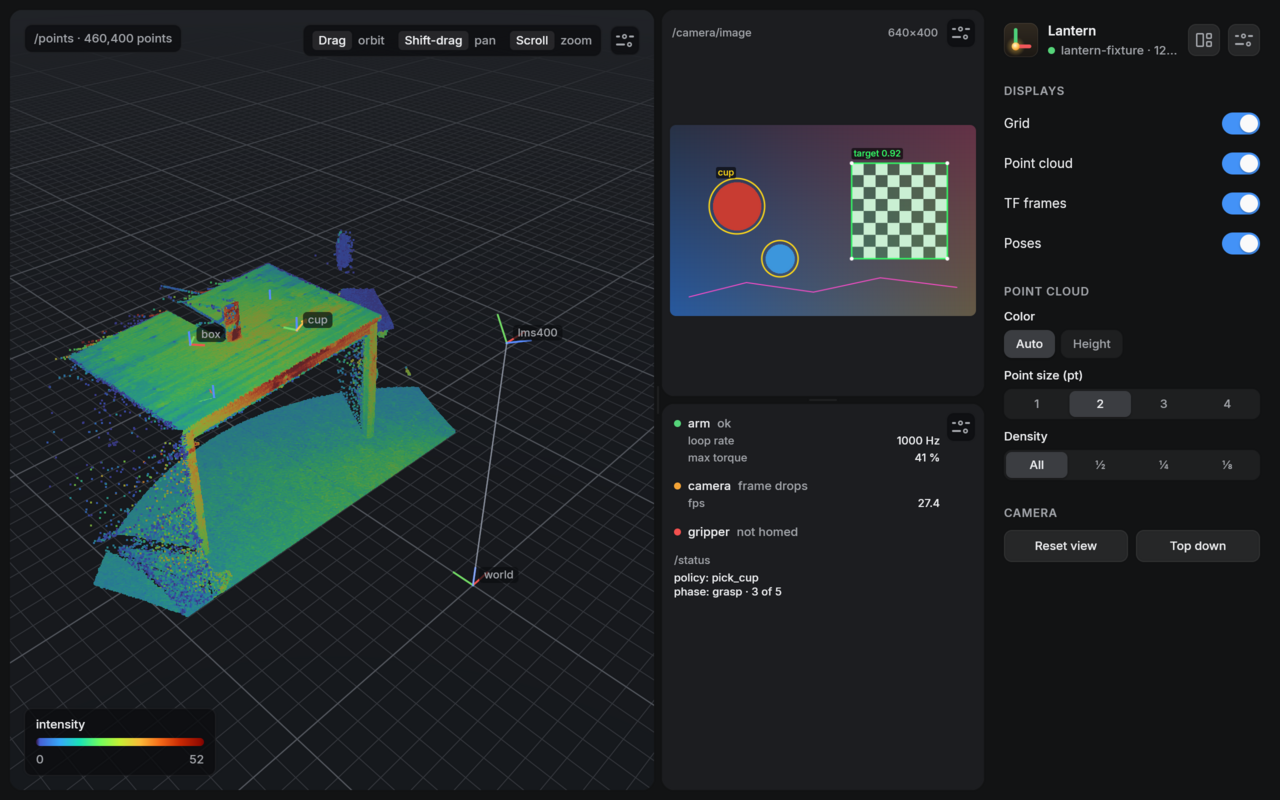 /points · 460,400 points
Drag orbit Shift-drag pan Scroll zoom
box
cup
lms400
world
intensity
0 52
/camera/image 640×400
target 0.92
cup
arm ok
loop rate 1000 Hz
max torque 41 %
camera frame drops
fps 27.4
gripper not homed
/status
policy: pick_cup
phase: grasp · 3 of 5
Lantern
lantern-fixture · 12...
DISPLAYS
Grid
Point cloud
TF frames
Poses
POINT CLOUD
Color
Auto Height
Point size (pt)
1 2 3 4
Density
All ½ ¼ ⅛
CAMERA
Reset view Top down